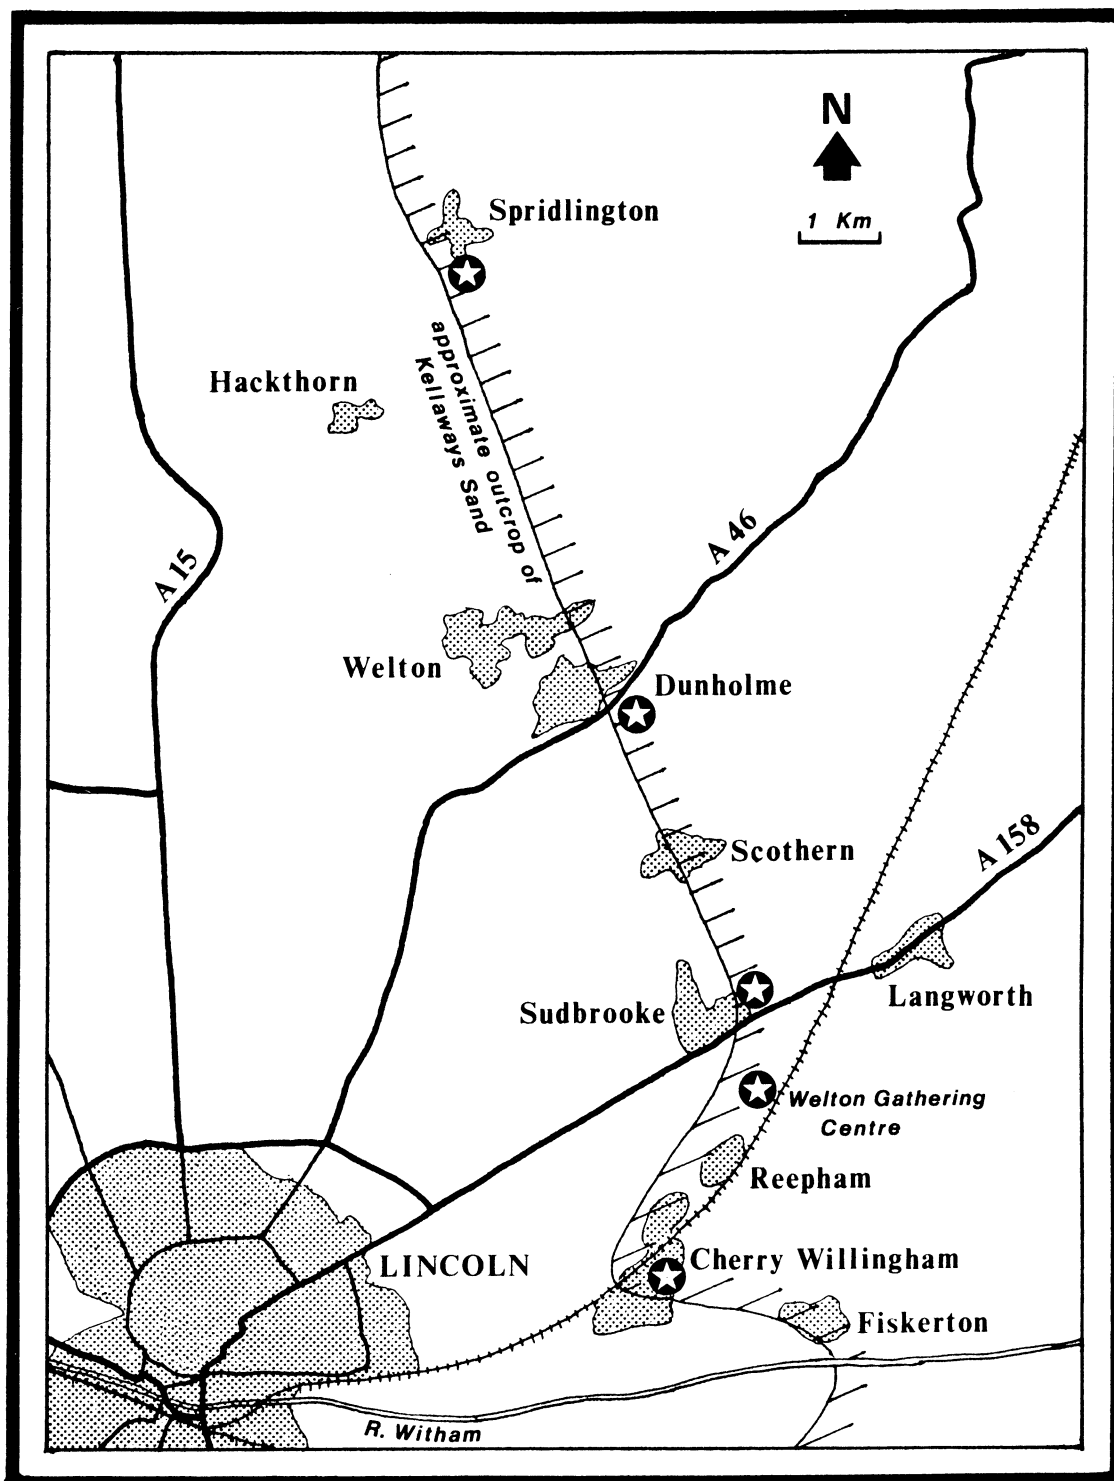 N
1 Km
Spridlington
Hackthorn
approximate outcrop of
Kellaways Sand
A 15
A 46
Welton
Dunholme
Scothern
A 158
Langworth
Sudbrooke
Welton Gathering
Centre
Reepham
Cherry Willingham
LINCOLN
Fiskerton
R. Witham